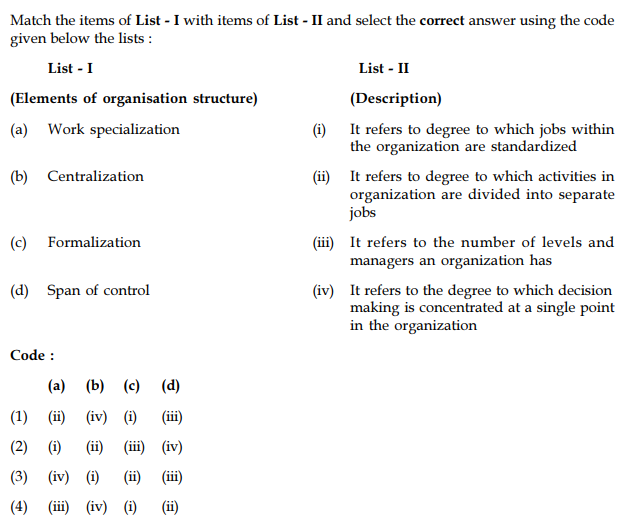 Match the items of List - I with items of List - II and select the correct answer using the code
given below the lists :
List - I List - II
(Elements of organisation structure) (Description)
(a) Work specialization (i) It refers to degree to which jobs within
the organization are standardized
(b) Centralization (ii) It refers to degree to which activities in
organization are divided into separate
jobs
(c) Formalization (iii) It refers to the number of levels and
managers an organization has
(d) Span of control (iv) It refers to the degree to which decision
making is concentrated at a single point
in the organization
Code :
(a) (b) (c) (d)
(1) (ii) (iv) (i) (iii)
(2) (i) (ii) (iii) (iv)
(3) (iv) (i) (ii) (iii)
(4) (iii) (iv) (i) (ii)